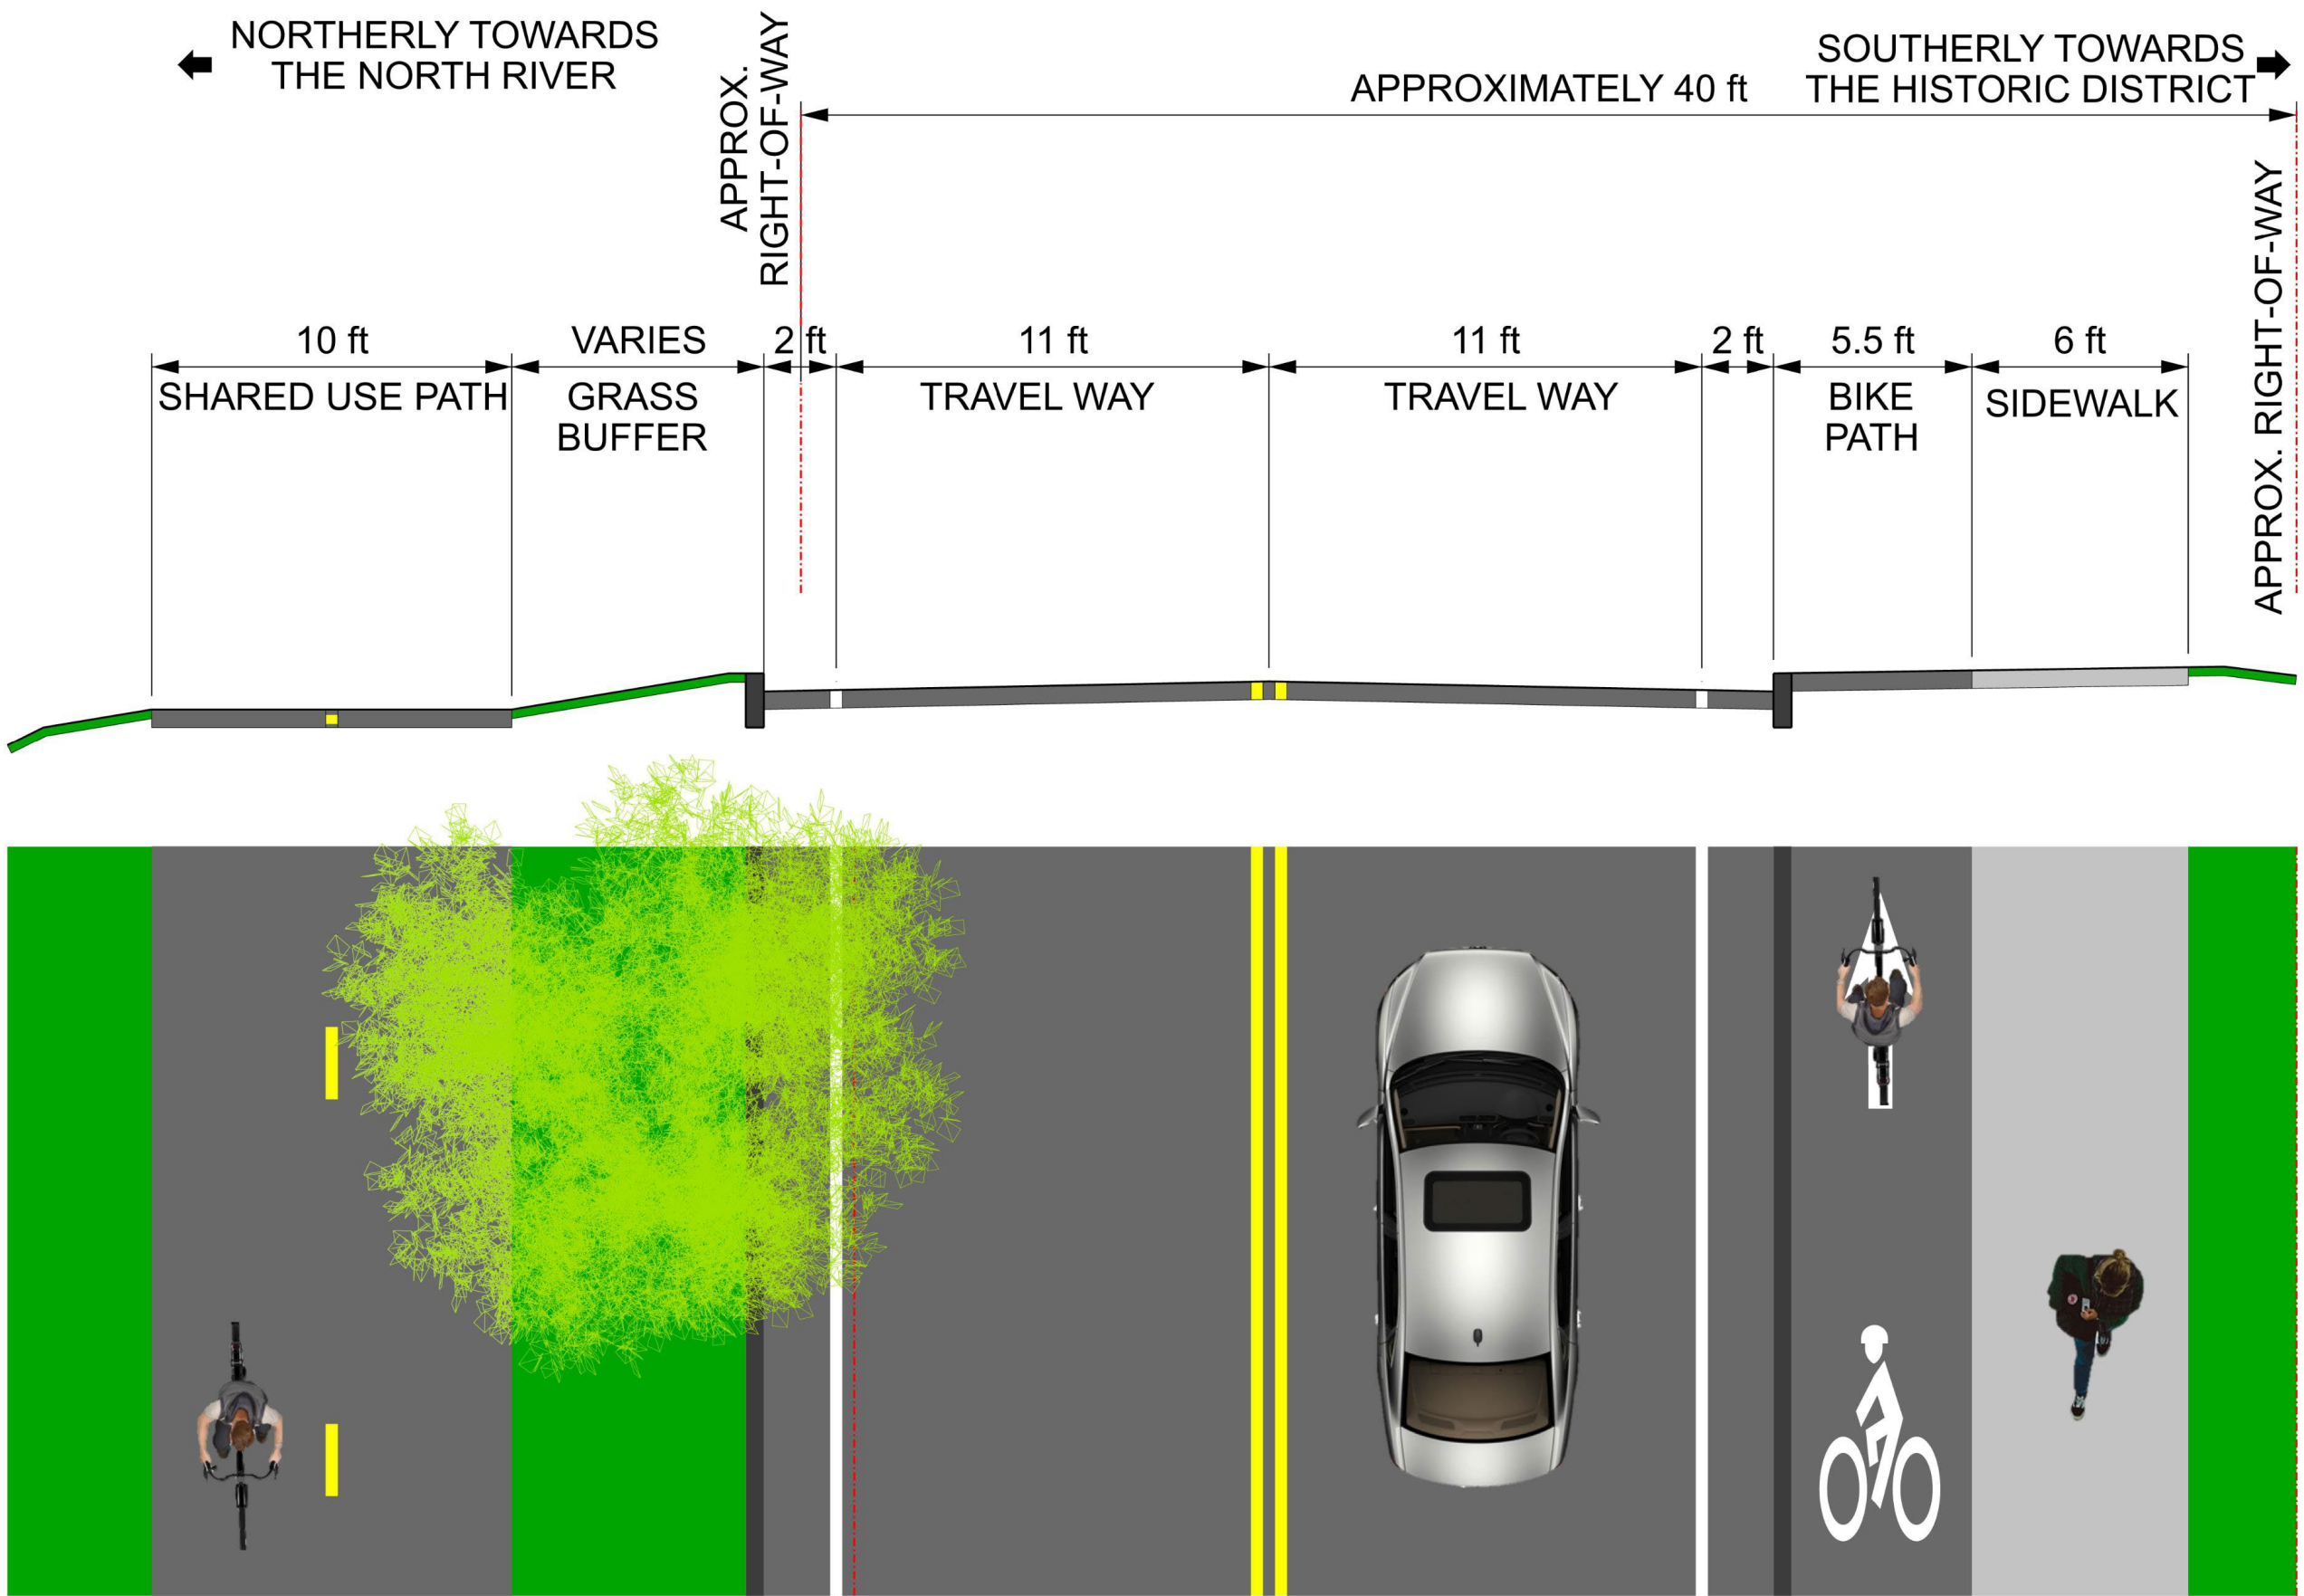 NORTHERLY TOWARDS
THE NORTH RIVER
APPROX.
RIGHT-OF-WAY
APPROXIMATELY 40 ft
SOUTHERLY TOWARDS
THE HISTORIC DISTRICT
APPROX. RIGHT-OF-WAY
10 ft
VARIES
2 ft
11 ft
11 ft
2 ft
5.5 ft
6 ft
SHARED USE PATH
GRASS
BUFFER
TRAVEL WAY
TRAVEL WAY
BIKE
PATH
SIDEWALK